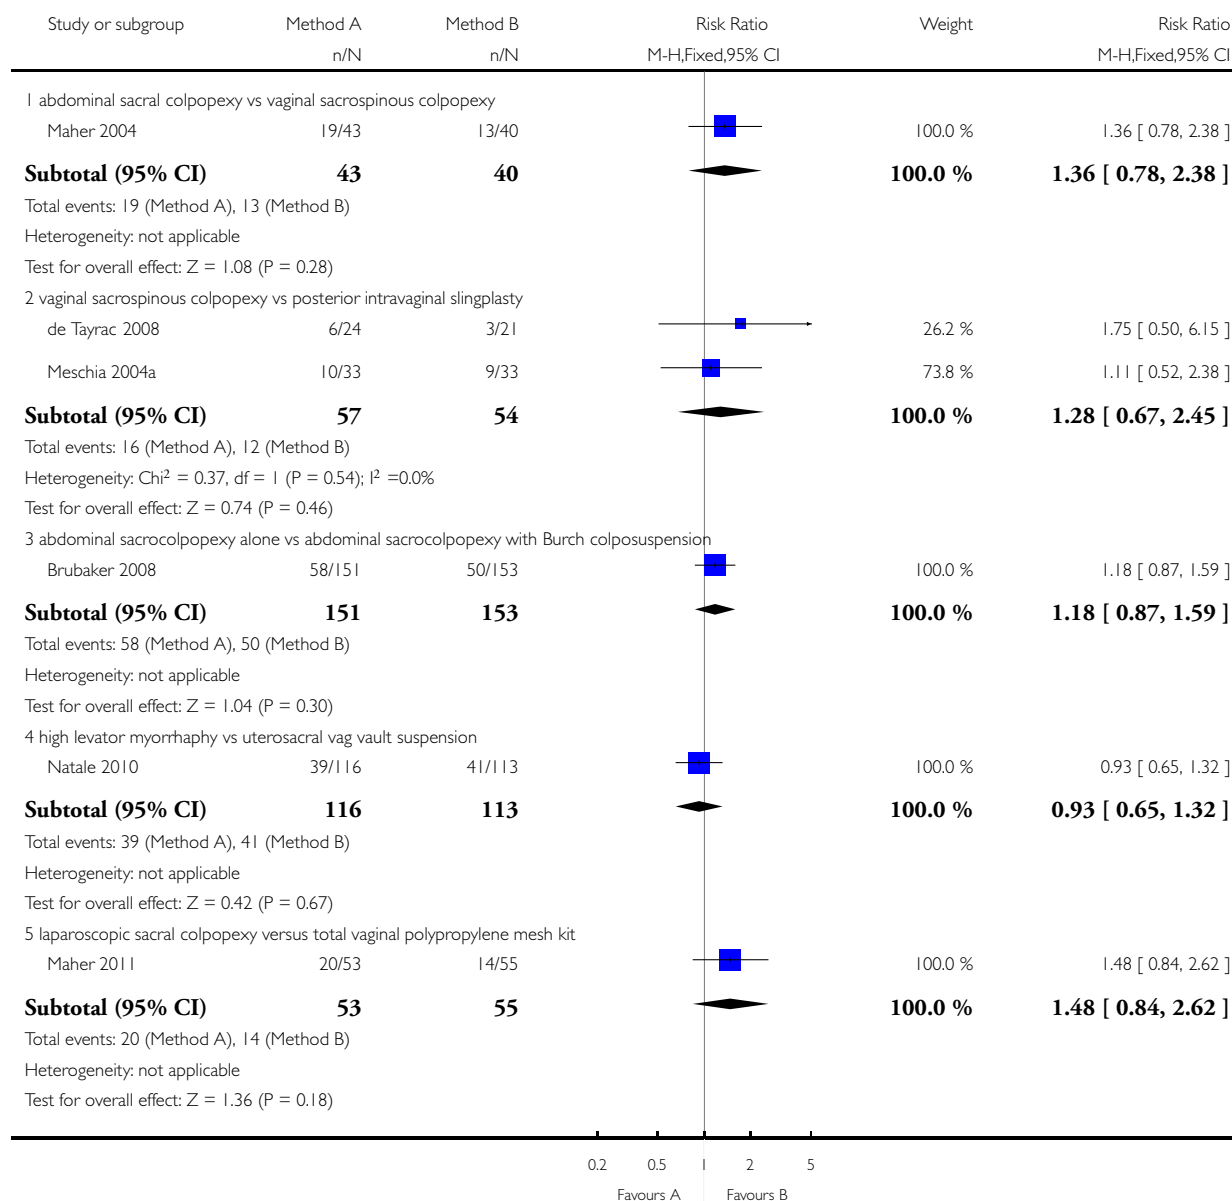 Study or subgroup Method A Method B Risk Ratio Weight Risk Ratio
n/N n/N M-H,Fixed,95% CI M-H,Fixed,95% CI
1 abdominal sacral colpopexy vs vaginal sacrospinous colpopexy
Maher 2004 19/43 13/40 100.0 % 1.36 [ 0.78, 2.38 ]
Subtotal (95% CI) 43 40 100.0 % 1.36 [ 0.78, 2.38 ]
Total events: 19 (Method A), 13 (Method B)
Heterogeneity: not applicable
Test for overall effect: Z = 1.08 (P = 0.28)
2 vaginal sacrospinous colpopexy vs posterior intravaginal slingplasty
de Tayrac 2008 6/24 3/21 26.2 % 1.75 [ 0.50, 6.15 ]
Meschia 2004a 10/33 9/33 73.8 % 1.11 [ 0.52, 2.38 ]
Subtotal (95% CI) 57 54 100.0 % 1.28 [ 0.67, 2.45 ]
Total events: 16 (Method A), 12 (Method B)
Heterogeneity: Chi² = 0.37, df = 1 (P = 0.54); I² =0.0%
Test for overall effect: Z = 0.74 (P = 0.46)
3 abdominal sacrocolpopexy alone vs abdominal sacrocolpopexy with Burch colposuspension
Brubaker 2008 58/151 50/153 100.0 % 1.18 [ 0.87, 1.59 ]
Subtotal (95% CI) 151 153 100.0 % 1.18 [ 0.87, 1.59 ]
Total events: 58 (Method A), 50 (Method B)
Heterogeneity: not applicable
Test for overall effect: Z = 1.04 (P = 0.30)
4 high levator myorrhaphy vs uterosacral vag vault suspension
Natale 2010 39/116 41/113 100.0 % 0.93 [ 0.65, 1.32 ]
Subtotal (95% CI) 116 113 100.0 % 0.93 [ 0.65, 1.32 ]
Total events: 39 (Method A), 41 (Method B)
Heterogeneity: not applicable
Test for overall effect: Z = 0.42 (P = 0.67)
5 laparoscopic sacral colpopexy versus total vaginal polypropylene mesh kit
Maher 2011 20/53 14/55 100.0 % 1.48 [ 0.84, 2.62 ]
Subtotal (95% CI) 53 55 100.0 % 1.48 [ 0.84, 2.62 ]
Total events: 20 (Method A), 14 (Method B)
Heterogeneity: not applicable
Test for overall effect: Z = 1.36 (P = 0.18)
0.2 0.5 1 2 5
Favours A Favours B